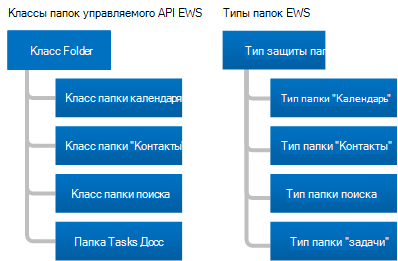 Классы папок управляемого API EWS
Класс Folder
Класс папки календаря
Класс папки "Контакты
Класс папки поиска
Папка Tasks Досс
Типы папок EWS
Тип защиты пап
Тип папки "Календарь"
Тип папки "Контакты"
Тип папки поиска
Тип папки "задачи"